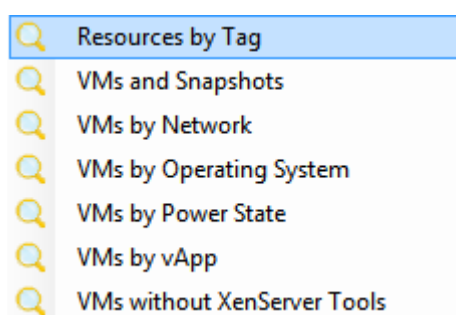 Resources by Tag
VMs and Snapshots
VMs by Network
VMs by Operating System
VMs by Power State
VMs by vApp
VMs without XenServer Tools